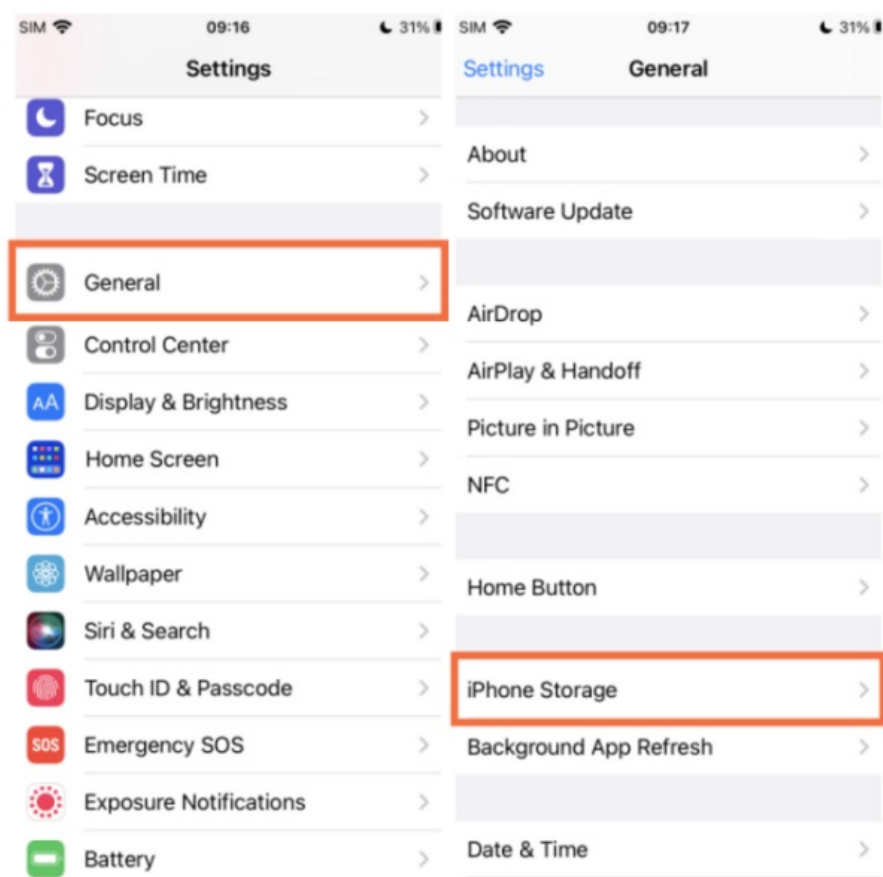 SIM 09:16 31%
Settings
Focus
Screen Time
General
Control Center
AA Display & Brightness
Home Screen
Accessibility
Wallpaper
Siri & Search
Touch ID & Passcode
SOS Emergency SOS
Exposure Notifications
Battery
SIM 09:17 31%
Settings General
About
Software Update
AirDrop
AirPlay & Handoff
Picture in Picture
NFC
Home Button
iPhone Storage
Background App Refresh
Date & Time